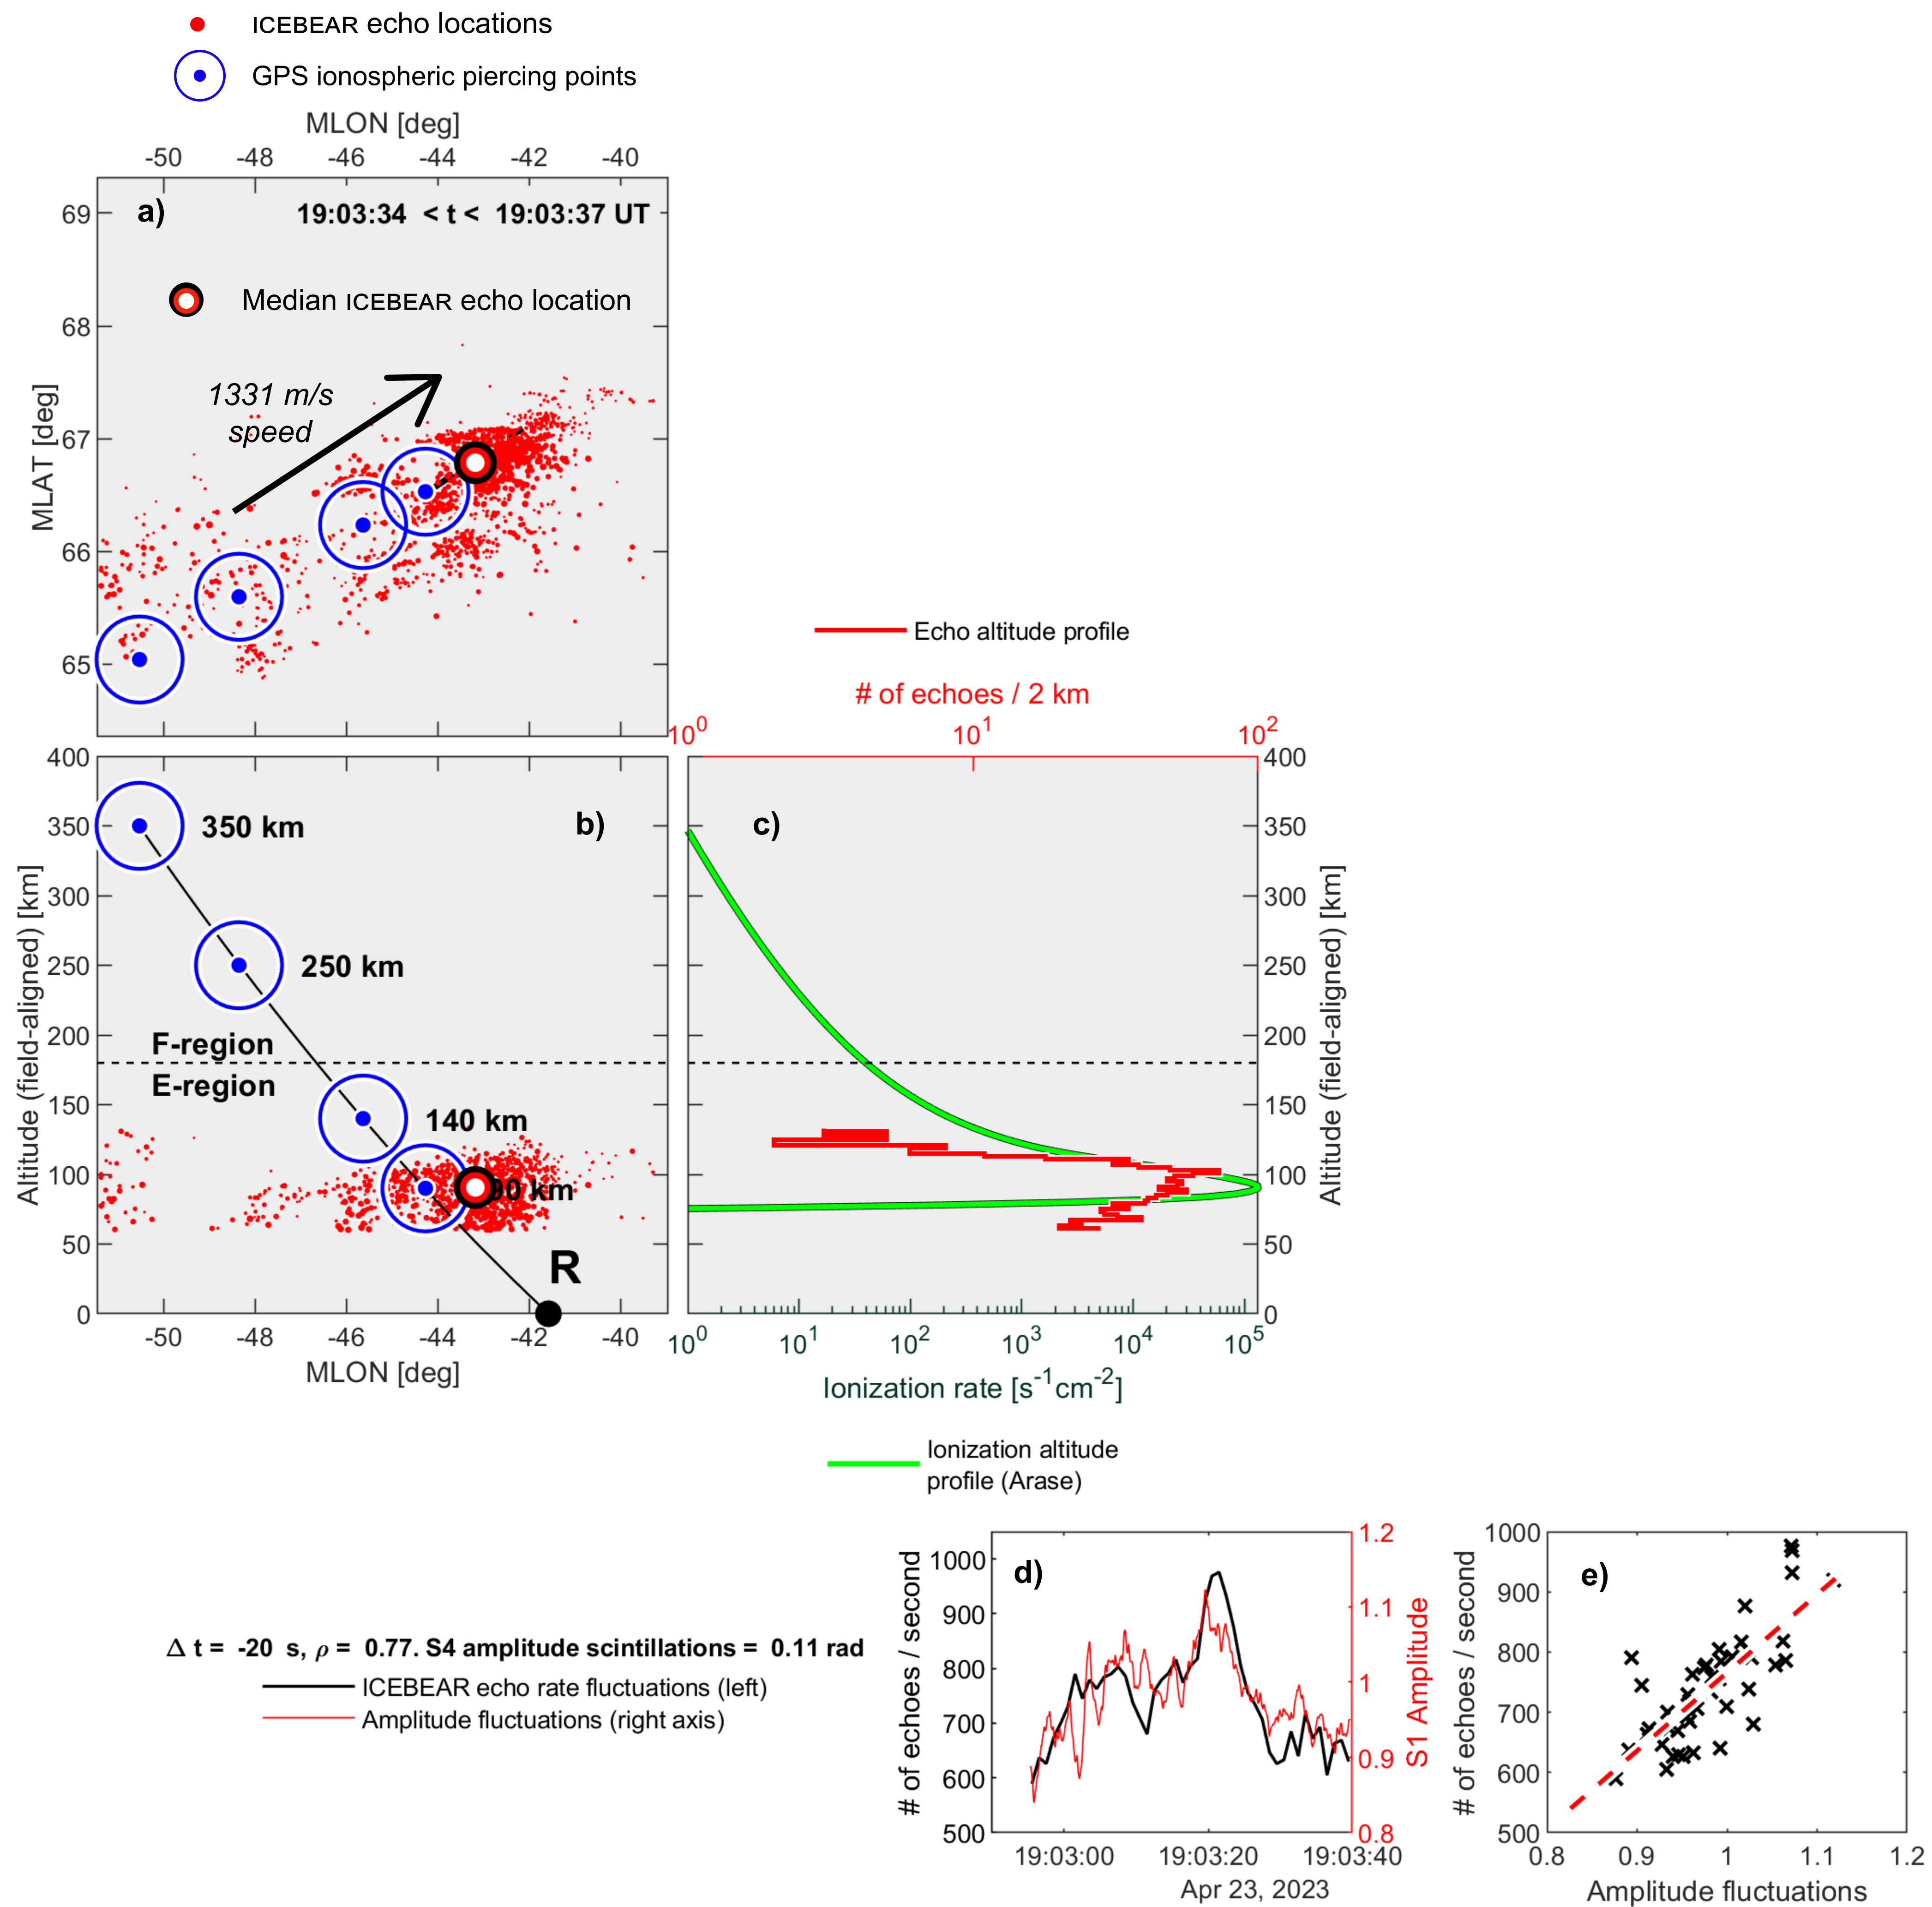 ICEBEAR echo locations
GPS ionospheric piercing points
MLON [deg]
-50 -48 -46 -44 -42 -40
a) 19:03:34 < t < 19:03:37 UT
Median ICEBEAR echo location
1331 m/s
speed
MLAT [deg]
69
68
67
66
65
Echo altitude profile
# of echoes / 2 km
10^0 10^1 10^2
b)
350 km
250 km
F-region
E-region
140 km
90 km
R
Altitude (field-aligned) [km]
400
350
300
250
200
150
100
50
0
-50 -48 -46 -44 -42 -40
MLON [deg]
c)
400
350
300
250
200
150
100
50
0
Altitude (field-aligned) [km]
10^0 10^1 10^2 10^3 10^4 10^5
Ionization rate [s^-1 cm^-2]
Ionization altitude
profile (Arase)
Δ t = -20 s, ρ = 0.77. S4 amplitude scintillations = 0.11 rad
ICEBEAR echo rate fluctuations (left)
Amplitude fluctuations (right axis)
d)
# of echoes / second
1000
900
800
700
600
500
1.2
1.1
1
0.9
0.8
S1 Amplitude
19:03:00 19:03:20 19:03:40
Apr 23, 2023
e)
# of echoes / second
1000
900
800
700
600
500
0.8 0.9 1 1.1 1.2
Amplitude fluctuations